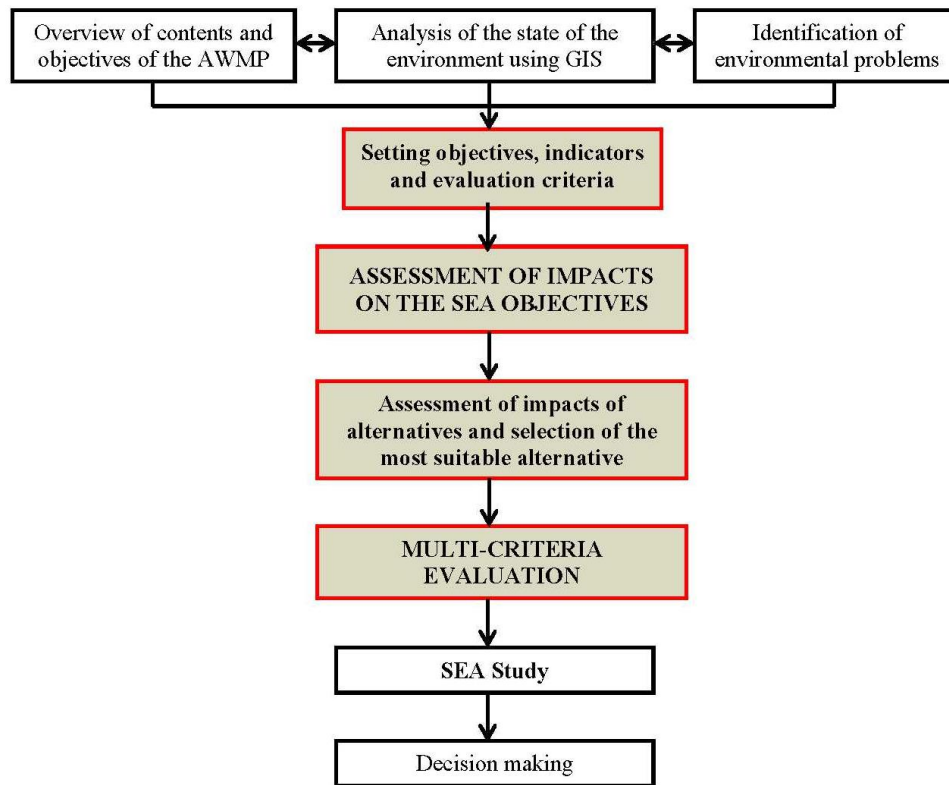 Overview of contents and
objectives of the AWMP
Analysis of the state of the
environment using GIS
Identification of
environmental problems
Setting objectives, indicators
and evaluation criteria
ASSESSMENT OF IMPACTS
ON THE SEA OBJECTIVES
Assessment of impacts of
alternatives and selection of the
most suitable alternative
MULTI-CRITERIA
EVALUATION
SEA Study
Decision making